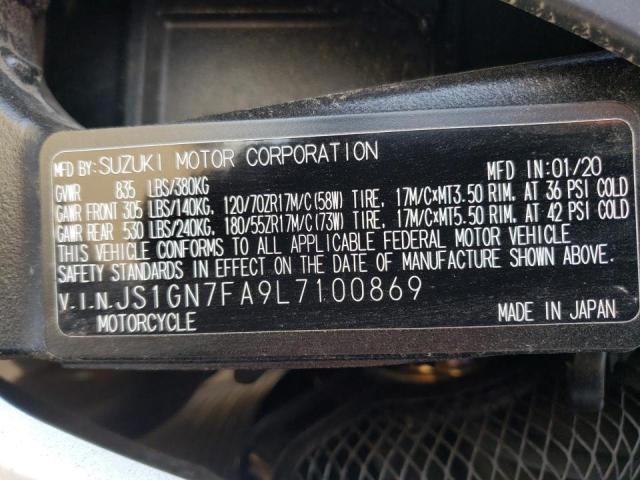 MFD BY:SUZUKI MOTOR CORPORATION MFD IN:01/20
GVWR 835 LBS/380KG
GAWR FRONT 305 LBS/140KG, 120/70ZR17M/C(58W) TIRE, 17M/C×MT3.50 RIM, AT 36 PSI COLD
GAWR REAR 530 LBS/240KG, 180/55ZR17M/C(73W) TIRE, 17M/C×MT5.50 RIM, AT 42 PSI COLD
THIS VEHICLE CONFORMS TO ALL APPLICABLE FEDERAL MOTOR VEHICLE
SAFETY STANDARDS IN EFFECT ON THE DATE OF MANUFACTURE SHOWN ABOVE.
V.I.N.JS1GN7FA9L7100869
MOTORCYCLE MADE IN JAPAN